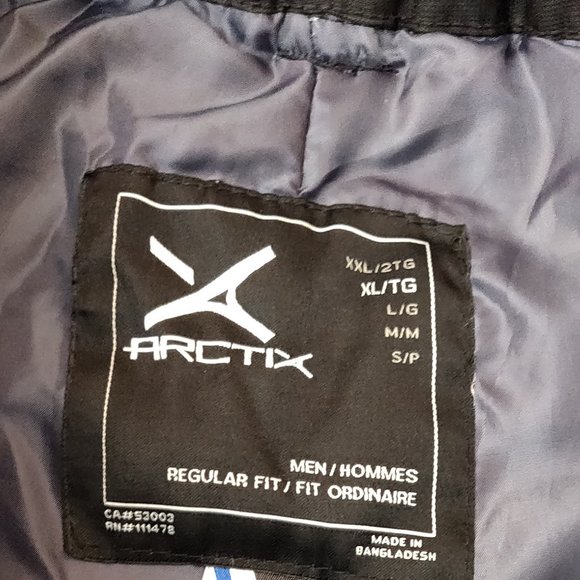 ARCTIX
XXL/2TG
XL/TG
L/G
M/M
S/P
MEN/HOMMES
REGULAR FIT/FIT ORDINAIRE
CA#53003
RN#111478
MADE IN
BANGLADESH